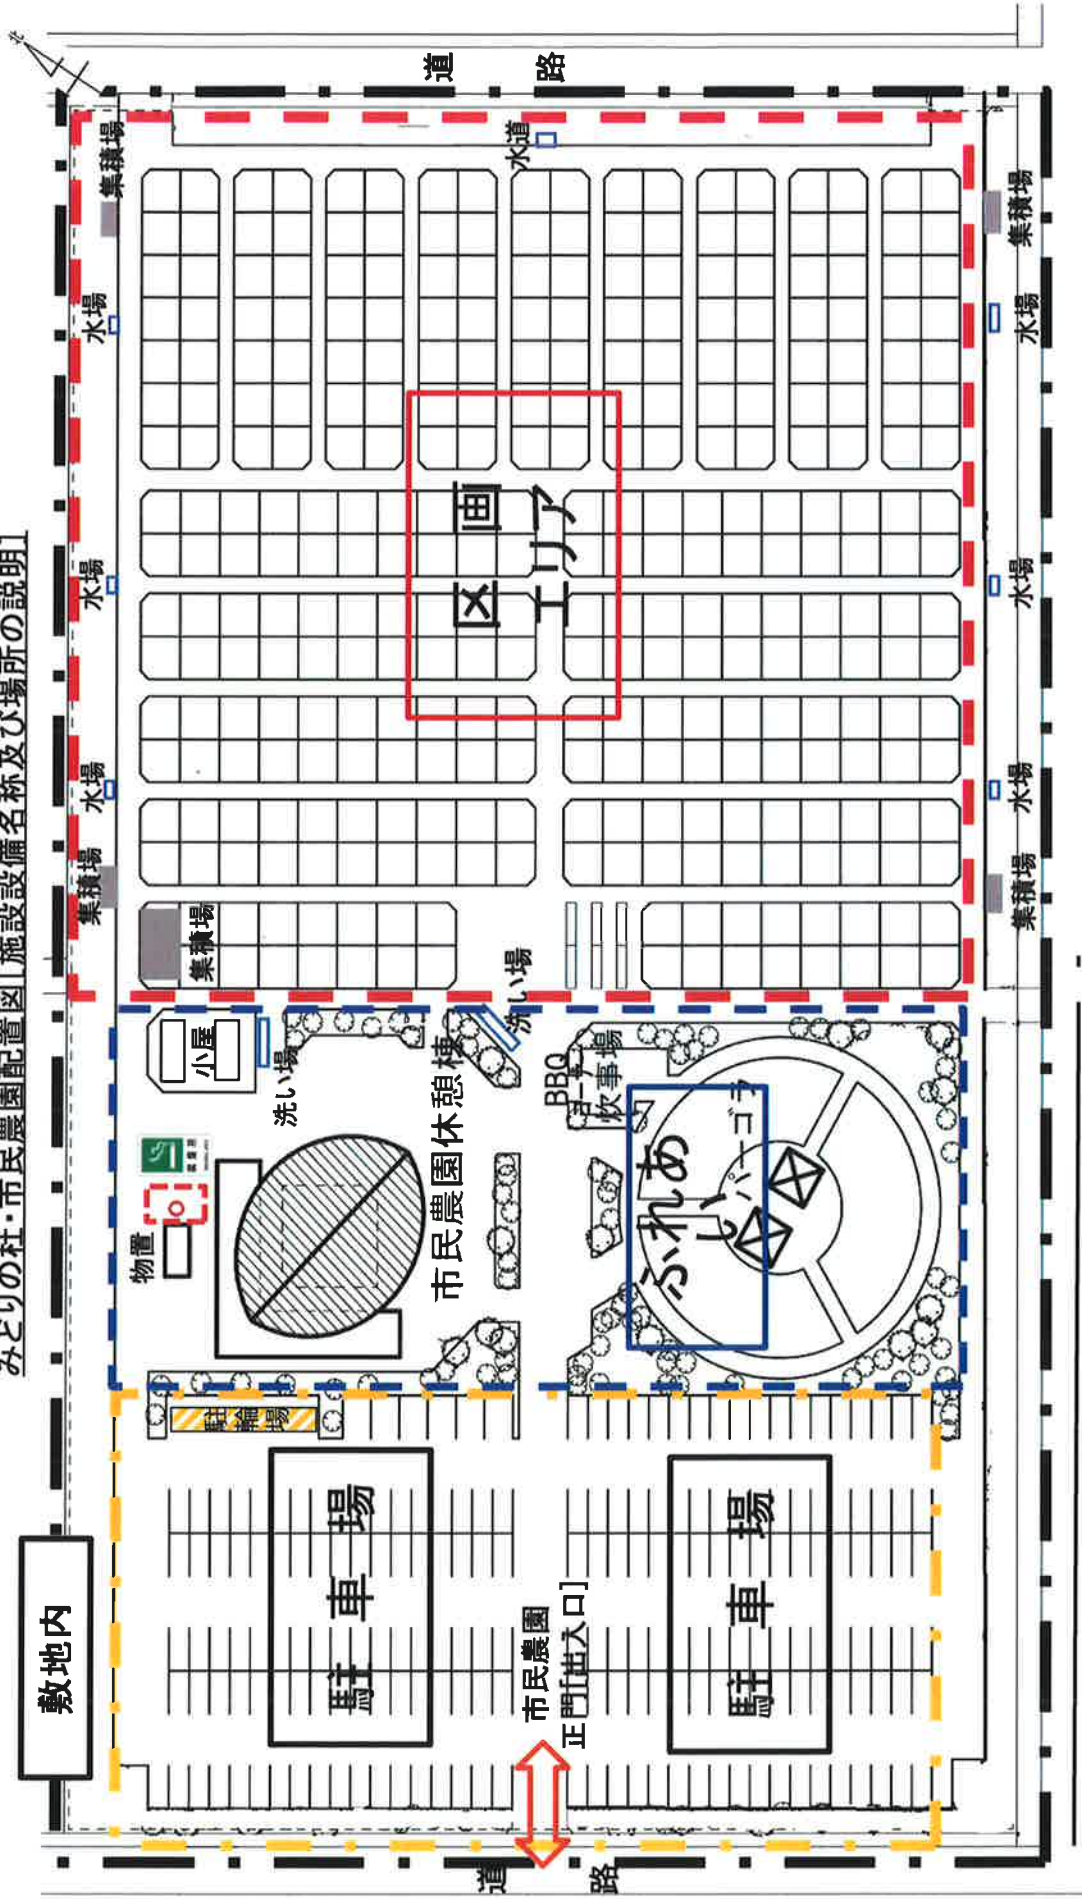 みどりの杜・市民農園配置図[施設設備名称及び場所の説明]
敷地内
集積場
水場
水場
水場
集積場
集積場
小屋
洗い場
物置
駐輪場
道路
水道
区画
エリア
洗い場
市民農園休憩棟
BBQ
コーナー
炊事場
ふれあ
い
パーゴラ
駐車場
駐車場
市民農園
正門[出入口]
道路
集積場
水場
水場
水場
集積場